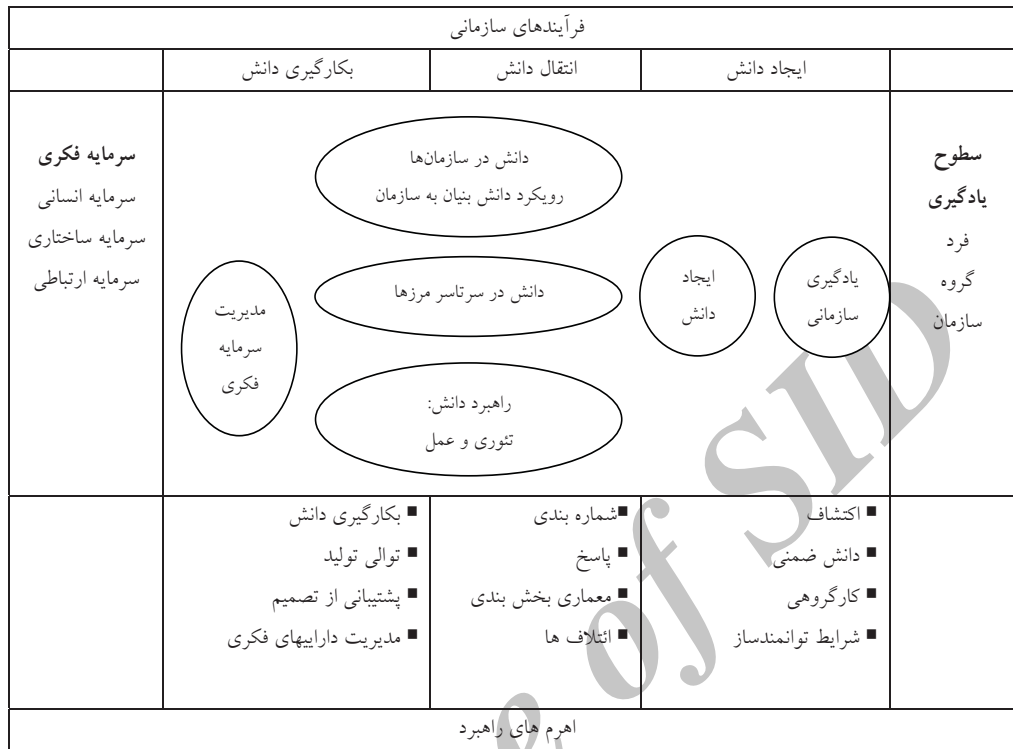 فرآیندهای سازمانی
ایجاد دانش
انتقال دانش
بکارگیری دانش
سطوح
یادگیری
فرد
گروه
سازمان
یادگیری
سازمانی
ایجاد
دانش
دانش در سازمان‌ها
رویکرد دانش بنیان به سازمان
دانش در سرتاسر مرزها
راهبرد دانش:
تئوری و عمل
مدیریت
سرمایه
فکری
سرمایه فکری
سرمایه انسانی
سرمایه ساختاری
سرمایه ارتباطی
■ اکتشاف
■ دانش ضمنی
■ کارگروهی
■ شرایط توانمندساز
■شماره بندی
■ پاسخ
■ معماری بخش بندی
■ ائتلاف ها
■ بکارگیری دانش
■ توالی تولید
■ پشتیبانی از تصمیم
■ مدیریت داراییهای فکری
اهرم های راهبرد
e of SID